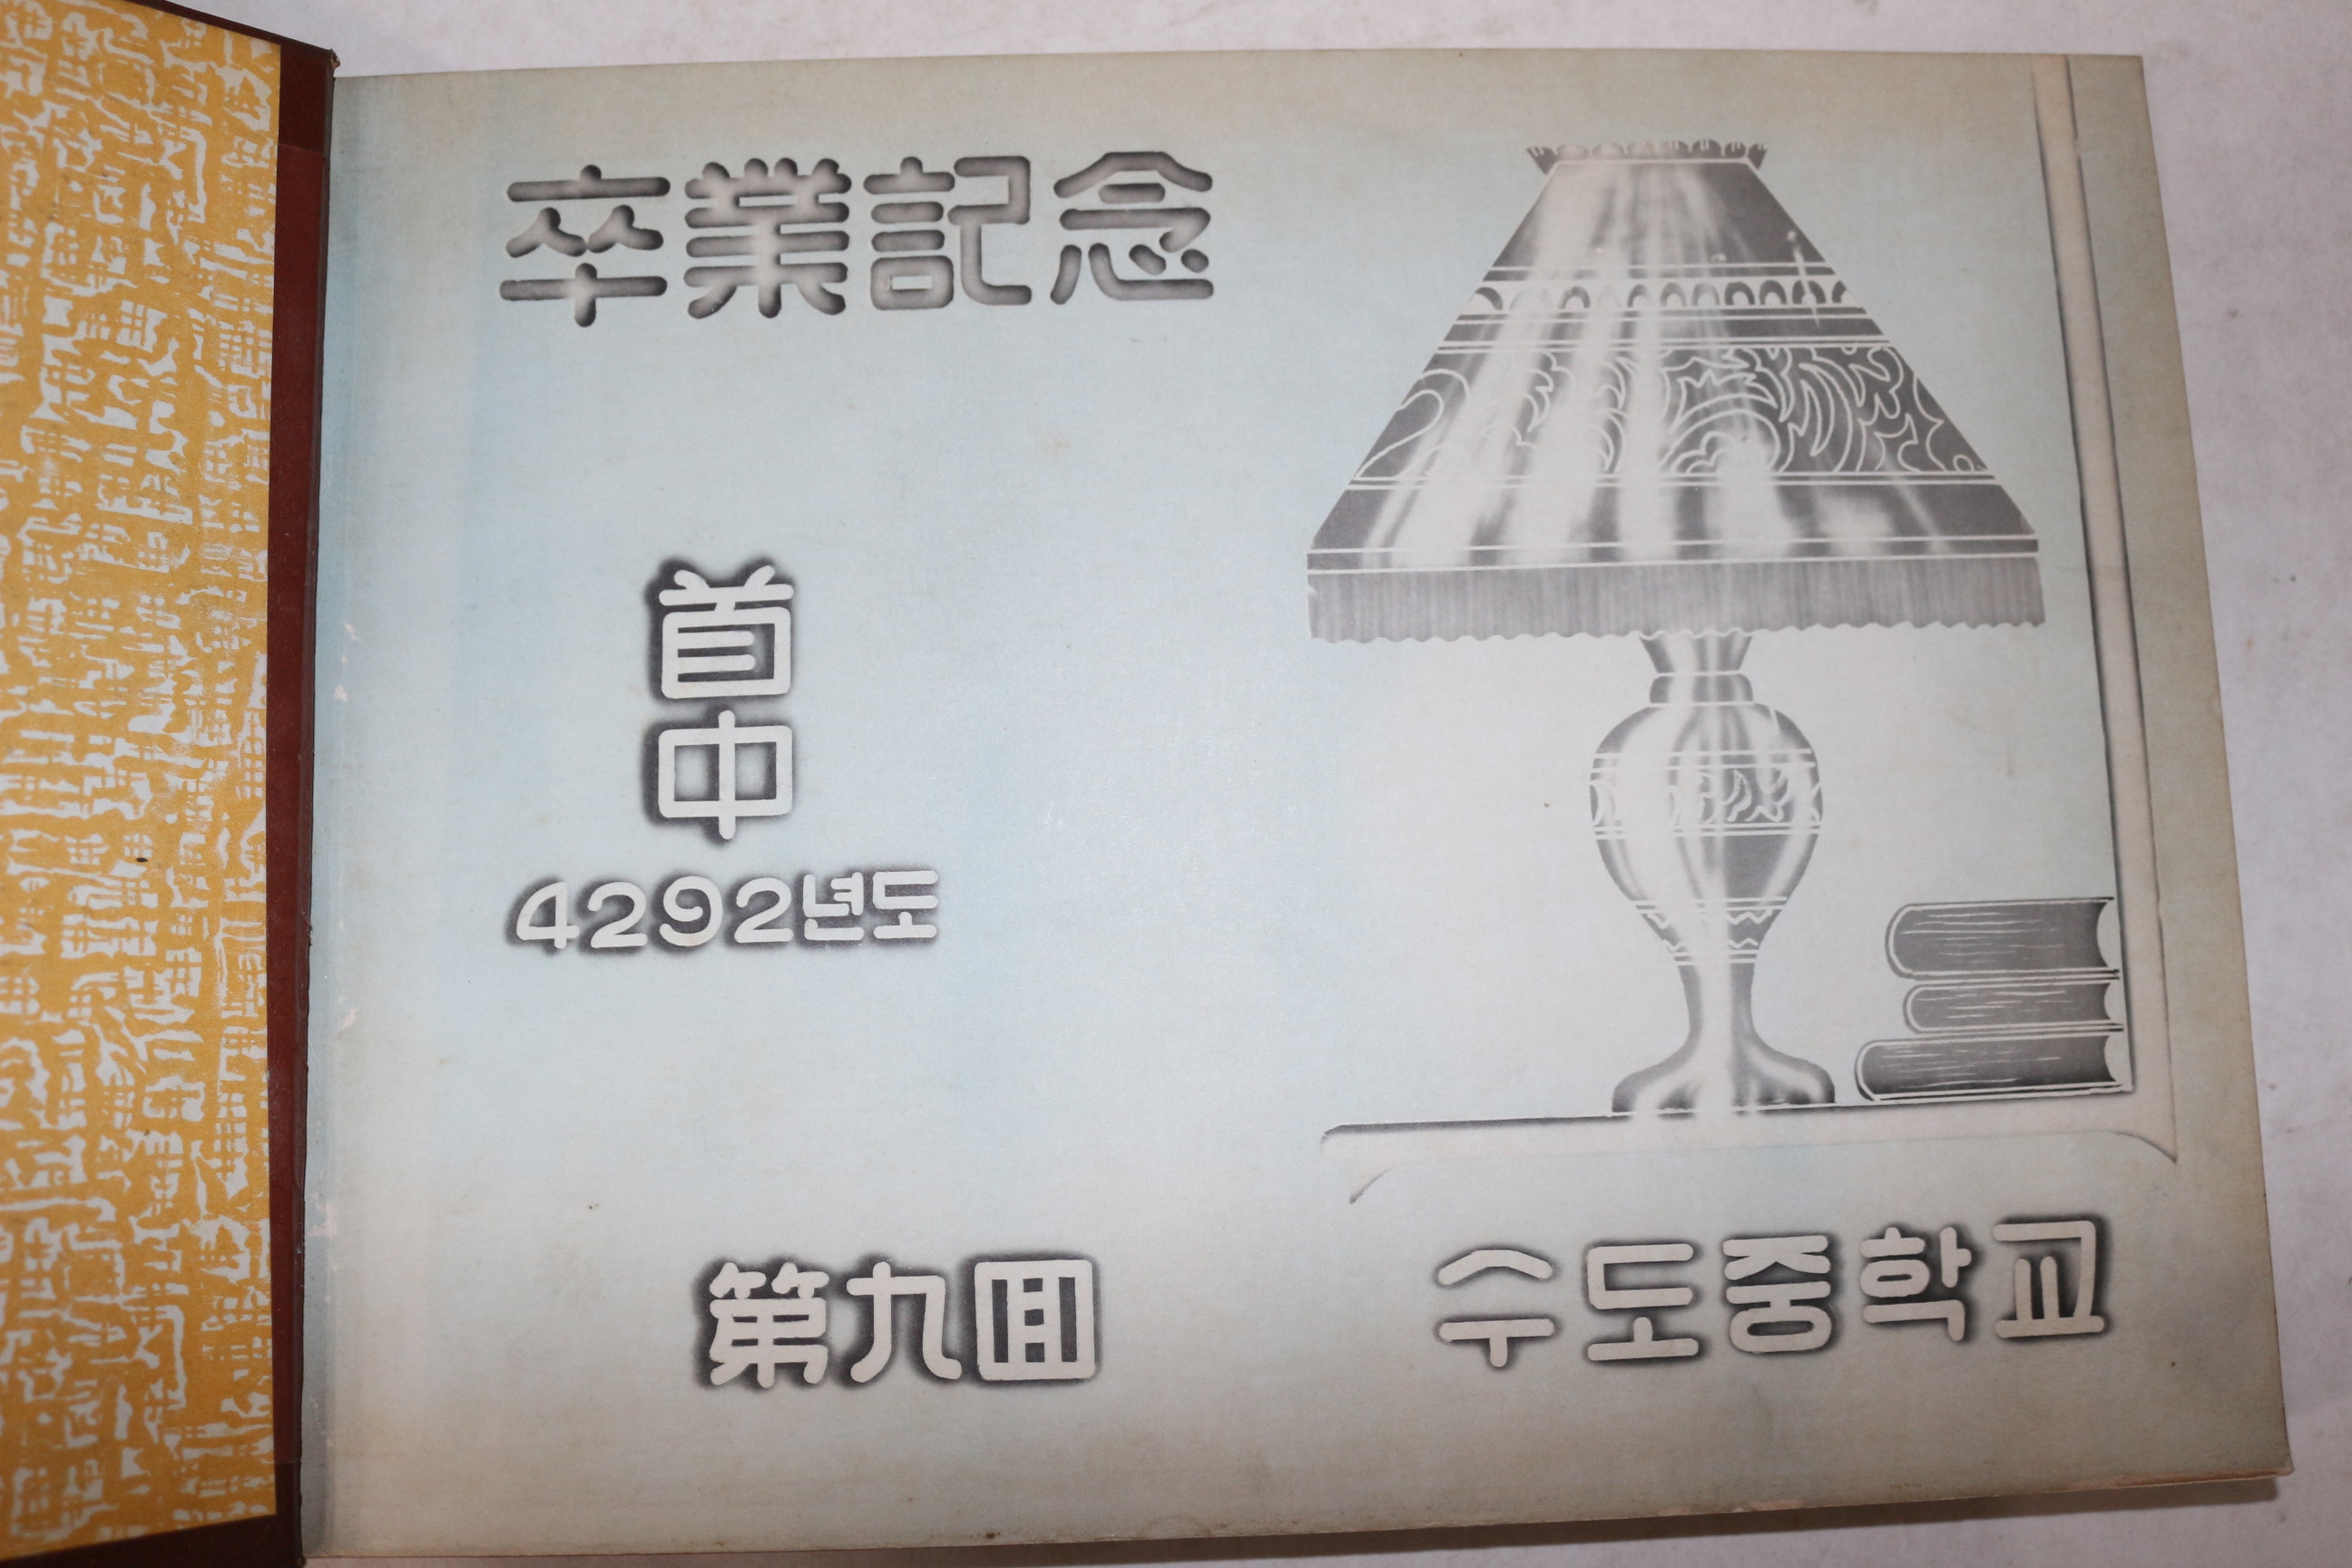 卒業記念
首
中
4292년도
第九回
수도중학교